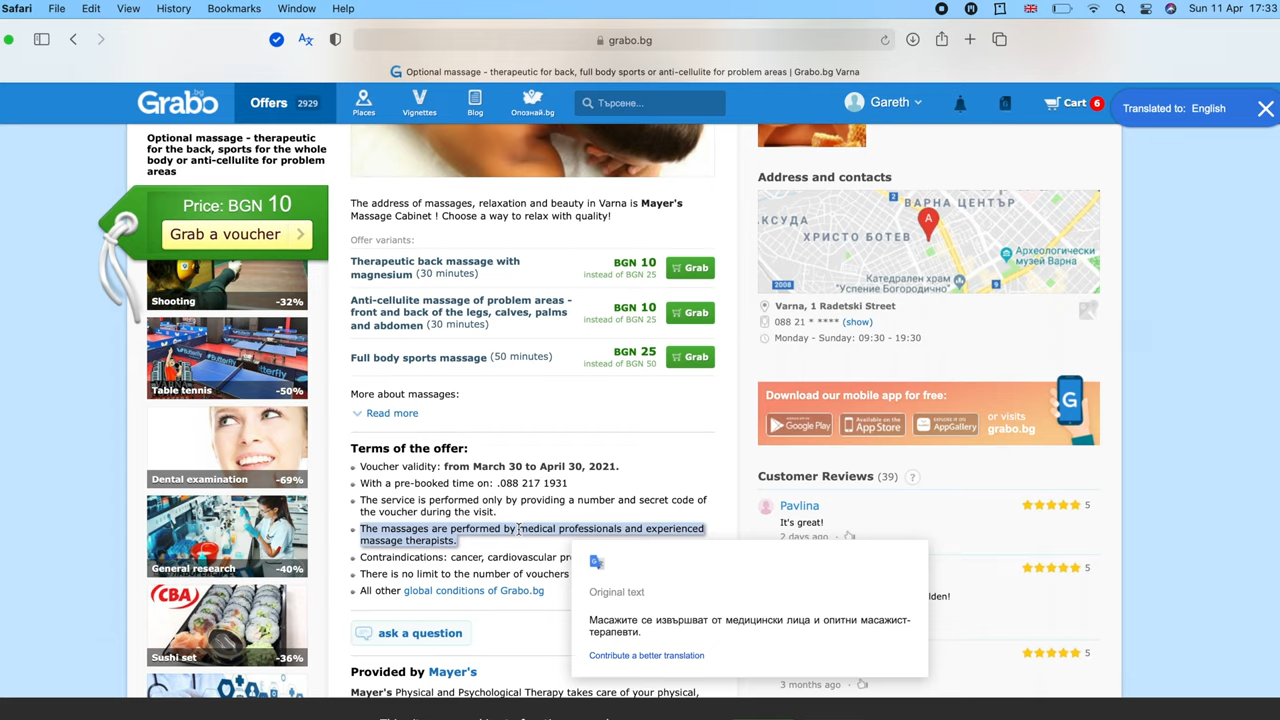 Safari File Edit View History Bookmarks Window Help Sun 11 Apr 17:33
grabo.bg
Optional massage - therapeutic for back, full body sports or anti-cellulite for problem areas | Grabo.bg Varna
Grabo.bg Offers 2929 Places Vignettes Blog Опознай.bg Търсене... Gareth Cart 6
Translated to: English
Optional massage - therapeutic
for the back, sports for the whole
body or anti-cellulite for problem
areas
Price: BGN 10
Grab a voucher
Shooting -32%
VARNA
Table tennis -50%
Dental examination -69%
General research -40%
CBA
Sushi set -36%
The address of massages, relaxation and beauty in Varna is Mayer's
Massage Cabinet ! Choose a way to relax with quality!
Offer variants:
Therapeutic back massage with
magnesium (30 minutes)
BGN 10
instead of BGN 25
Grab
Anti-cellulite massage of problem areas -
front and back of the legs, calves, palms
and abdomen (30 minutes)
BGN 10
instead of BGN 25
Grab
Full body sports massage (50 minutes)
BGN 25
instead of BGN 50
Grab
More about massages:
Read more
Terms of the offer:
Voucher validity: from March 30 to April 30, 2021.
With a pre-booked time on: .088 217 1931
The service is performed only by providing a number and secret code of
the voucher during the visit.
The massages are performed by medical professionals and experienced
massage therapists.
Contraindications: cancer, cardiovascular
There is no limit to the number of vouchers
All other global conditions of Grabo.bg
ask a question
Provided by Mayer's
Mayer's Physical and Psychological Therapy takes care of your physical,
Original text
Масажите се извършват от медицински лица и опитни масажист-
терапевти.
Contribute a better translation
Address and contacts
ВАРНА ЦЕНТЪР
ХРИСТО БОТЕВ
Археологически
музей Варна
Катедрален храм
"Успение Богородично"
2
A
2008
9
Varna, 1 Radetski Street
088 21 * **** (show)
Monday - Sunday: 09:30 - 19:30
Download our mobile app for free:
Google Play
Available on the App Store
EXPLORE IT ON AppGallery
or visits
grabo.bg
Customer Reviews (39) ?
Pavlina 5
It's great!
2 days ago
5
5
3 months ago